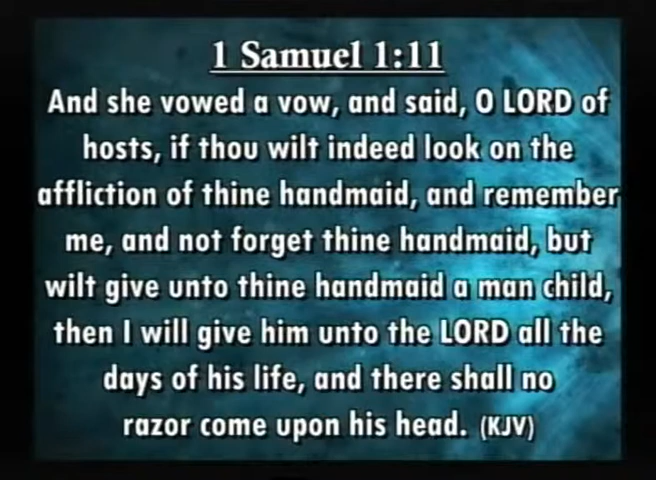 1 Samuel 1:11
And she vowed a vow, and said, O LORD of
hosts, if thou wilt indeed look on the
affliction of thine handmaid, and remember
me, and not forget thine handmaid, but
wilt give unto thine handmaid a man child,
then I will give him unto the LORD all the
days of his life, and there shall no
razor come upon his head. (KJV)